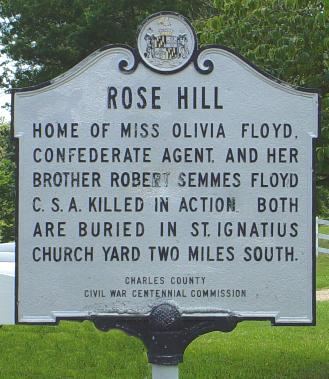 ROSE HILL
HOME OF MISS OLIVIA FLOYD,
CONFEDERATE AGENT, AND HER
BROTHER ROBERT SEMMES FLOYD
C.S.A. KILLED IN ACTION. BOTH
ARE BURIED IN ST. IGNATIUS
CHURCH YARD TWO MILES SOUTH.
CHARLES COUNTY
CIVIL WAR CENTENNIAL COMMISSION